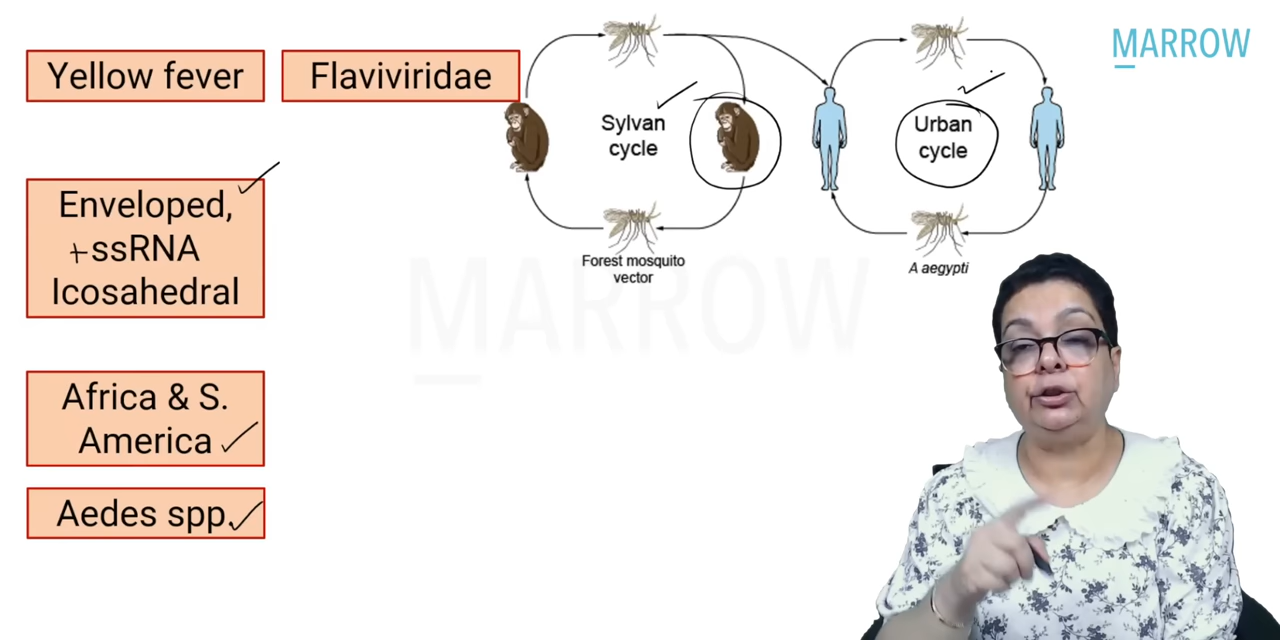 Yellow fever
Flaviviridae
MARROW
Enveloped,
+ssRNA
Icosahedral
Africa & S.
America
Aedes spp.
Sylvan
cycle
Forest mosquito
vector
Urban
cycle
A aegypti
MARROW